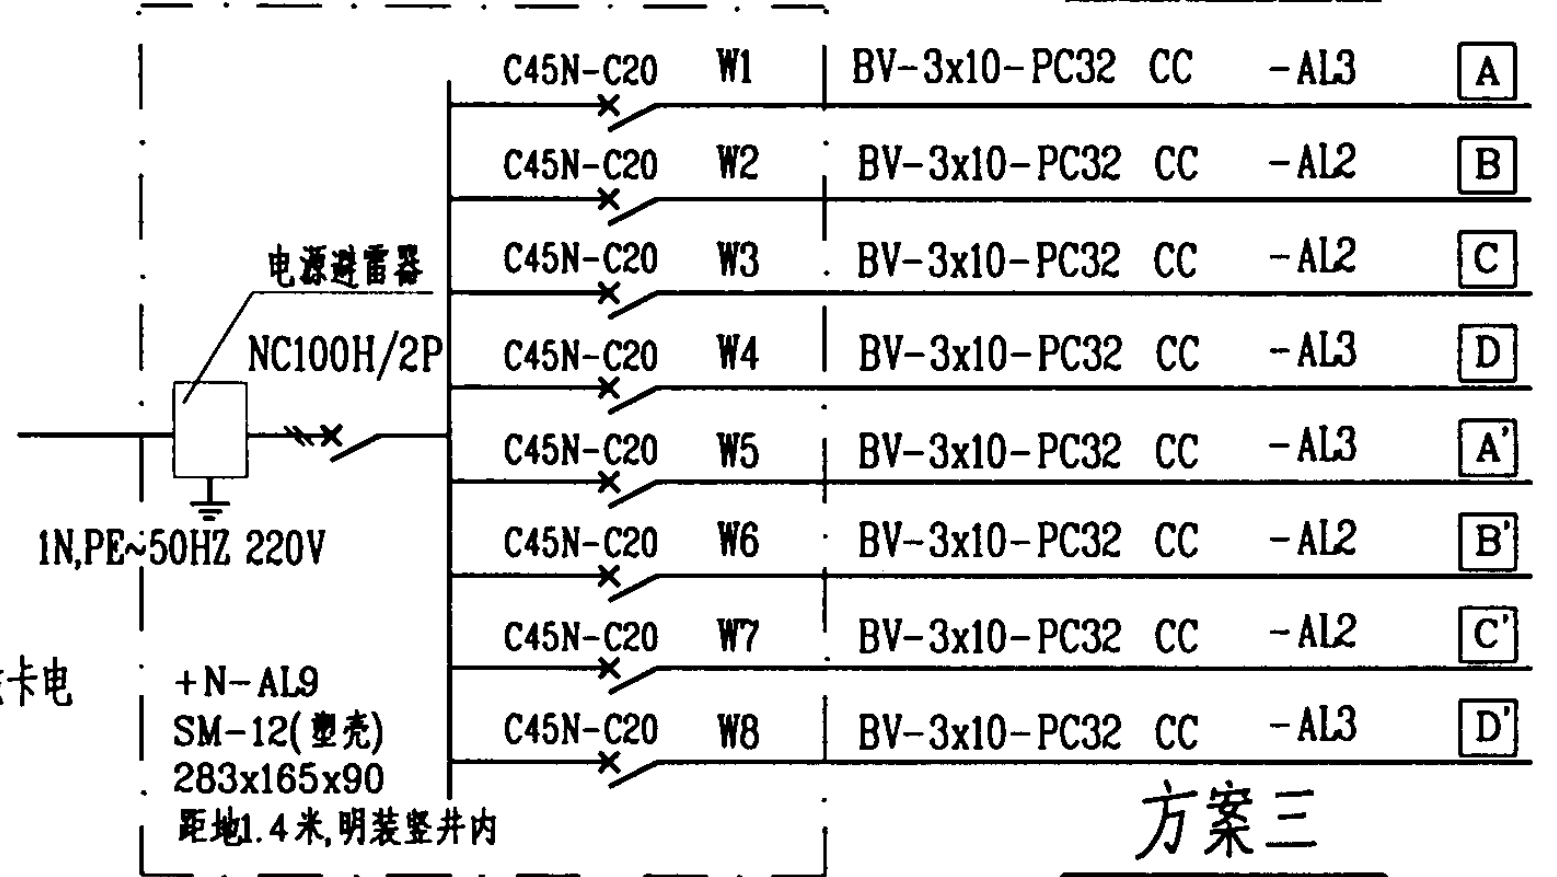 C45N-C20 W1 BV-3x10-PC32 CC -AL3 A
C45N-C20 W2 BV-3x10-PC32 CC -AL2 B
电源避雷器 C45N-C20 W3 BV-3x10-PC32 CC -AL2 C
NC100H/2P C45N-C20 W4 BV-3x10-PC32 CC -AL3 D
C45N-C20 W5 BV-3x10-PC32 CC -AL3 A'
1N,PE~50HZ 220V C45N-C20 W6 BV-3x10-PC32 CC -AL2 B'
C45N-C20 W7 BV-3x10-PC32 CC -AL2 C'
卡电
+N-AL9
SM-12(塑壳) C45N-C20 W8 BV-3x10-PC32 CC -AL3 D'
283x165x90
距地1.4米,明装竖井内
方案三